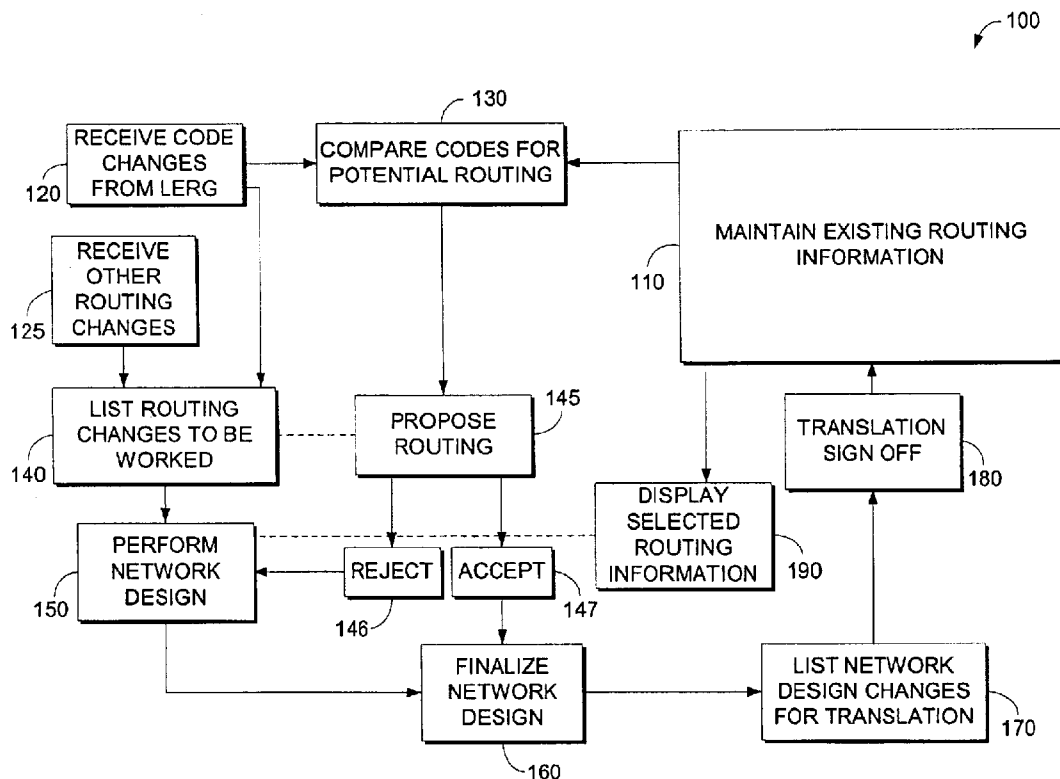 100
130
RECEIVE CODE
CHANGES
FROM LERG
120
COMPARE CODES FOR
POTENTIAL ROUTING
MAINTAIN EXISTING ROUTING
INFORMATION
110
RECEIVE
OTHER
ROUTING
CHANGES
125
LIST ROUTING
CHANGES TO BE
WORKED
140
PROPOSE
ROUTING
145
TRANSLATION
SIGN OFF
180
PERFORM
NETWORK
DESIGN
150
REJECT
146
ACCEPT
147
DISPLAY
SELECTED
ROUTING
INFORMATION
190
FINALIZE
NETWORK
DESIGN
160
LIST NETWORK
DESIGN CHANGES
FOR TRANSLATION
170